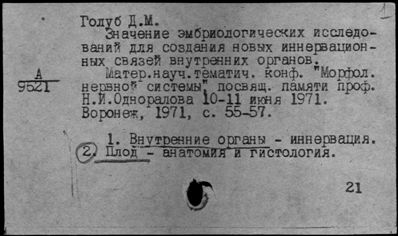 1
Голуб Д.М.
Значение эмбриологических исследо-
ваний для создания новых иннервацион-
ных связей внутренних органов.
А
9521
Матер.науч.тематич. конф. "Морфол.
нервной системы", посвящ. памяти проф.
Н.И.Одноралова 10-11 июня 1971.
Воронеж, 1971, с. 55-57.
1. Внутренние органы - иннервация.
2. Плод - анатомия и гистология.
21